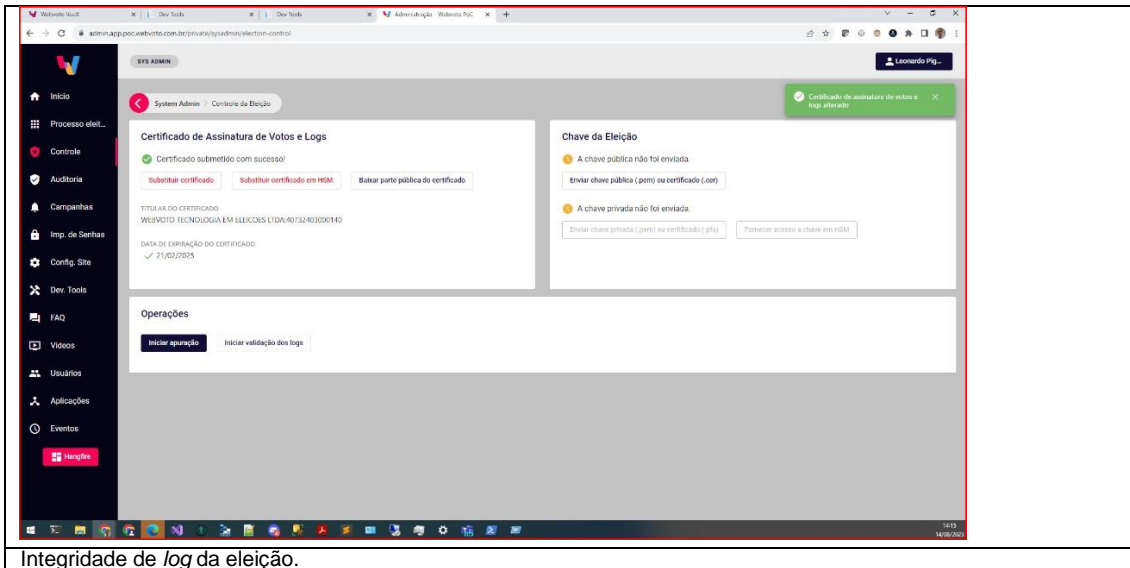 Webvoto Vault
Dev Tools
Dev Tools
Administração - Webvoto PoC
admin.app.poc.webvoto.com.br/private/sysadmin/election-control
SYS ADMIN
Leonardo Pig...
Início
Processo eleit...
Controle
Auditoria
Campanhas
Imp. de Senhas
Config. Site
Dev. Tools
FAQ
Vídeos
Usuários
Aplicações
Eventos
Hangfire
System Admin > Controle da Eleição
Certificado de assinatura de votos e
logs alterado
Certificado de Assinatura de Votos e Logs
Certificado submetido com sucesso!
Substituir certificado
Substituir certificado em HSM
Baixar parte pública do certificado
TITULAR DO CERTIFICADO
WEBVOTO TECNOLOGIA EM ELEICOES LTDA:40732403000140
DATA DE EXPIRAÇÃO DO CERTIFICADO
21/02/2025
Chave da Eleição
A chave pública não foi enviada.
Enviar chave pública (.pem) ou certificado (.cer)
A chave privada não foi enviada.
Enviar chave privada (.pem) ou certificado (.pfx)
Fornecer acesso a chave em HSM
Operações
Iniciar apuração
Iniciar validação dos logs
14:15
14/08/2023
Integridade de log da eleição.